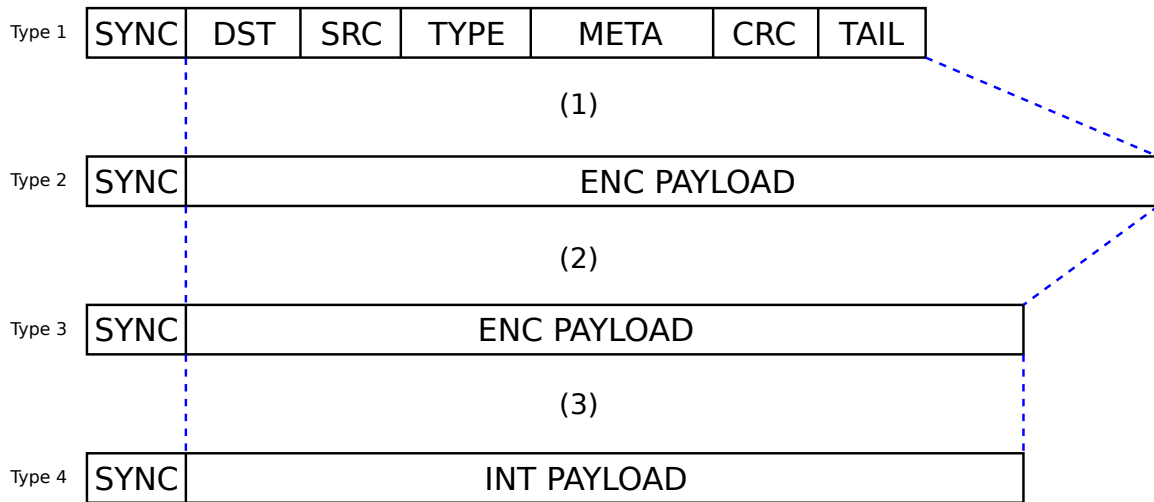 Type 1 SYNC DST SRC TYPE META CRC TAIL
(1)
Type 2 SYNC ENC PAYLOAD
(2)
Type 3 SYNC ENC PAYLOAD
(3)
Type 4 SYNC INT PAYLOAD